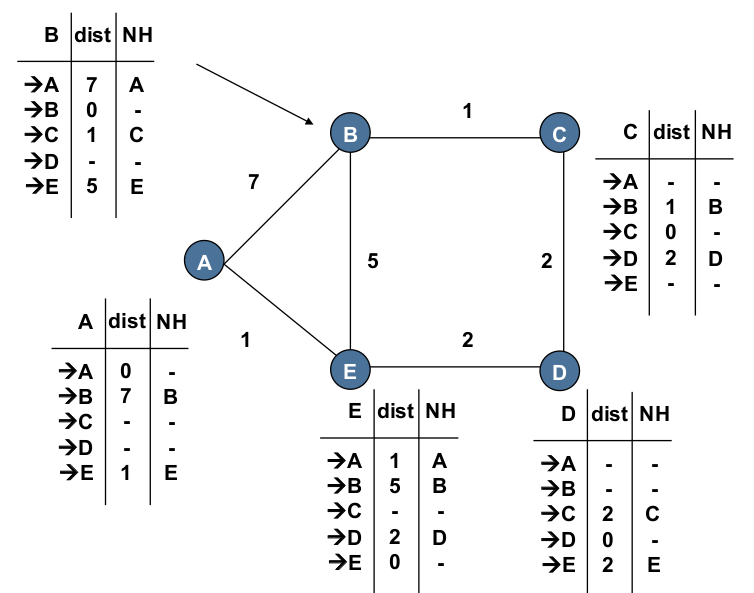 B dist NH
→A 7 A
→B 0 -
→C 1 C
→D - -
→E 5 E
1
B
C
C dist NH
→A - -
→B 1 B
→C 0 -
→D 2 D
→E - -
7
A
5
2
A dist NH
→A 0 -
→B 7 B
→C - -
→D - -
→E 1 E
1
2
E
D
E dist NH
→A 1 A
→B 5 B
→C - -
→D 2 D
→E 0 -
D dist NH
→A - -
→B - -
→C 2 C
→D 0 -
→E 2 E